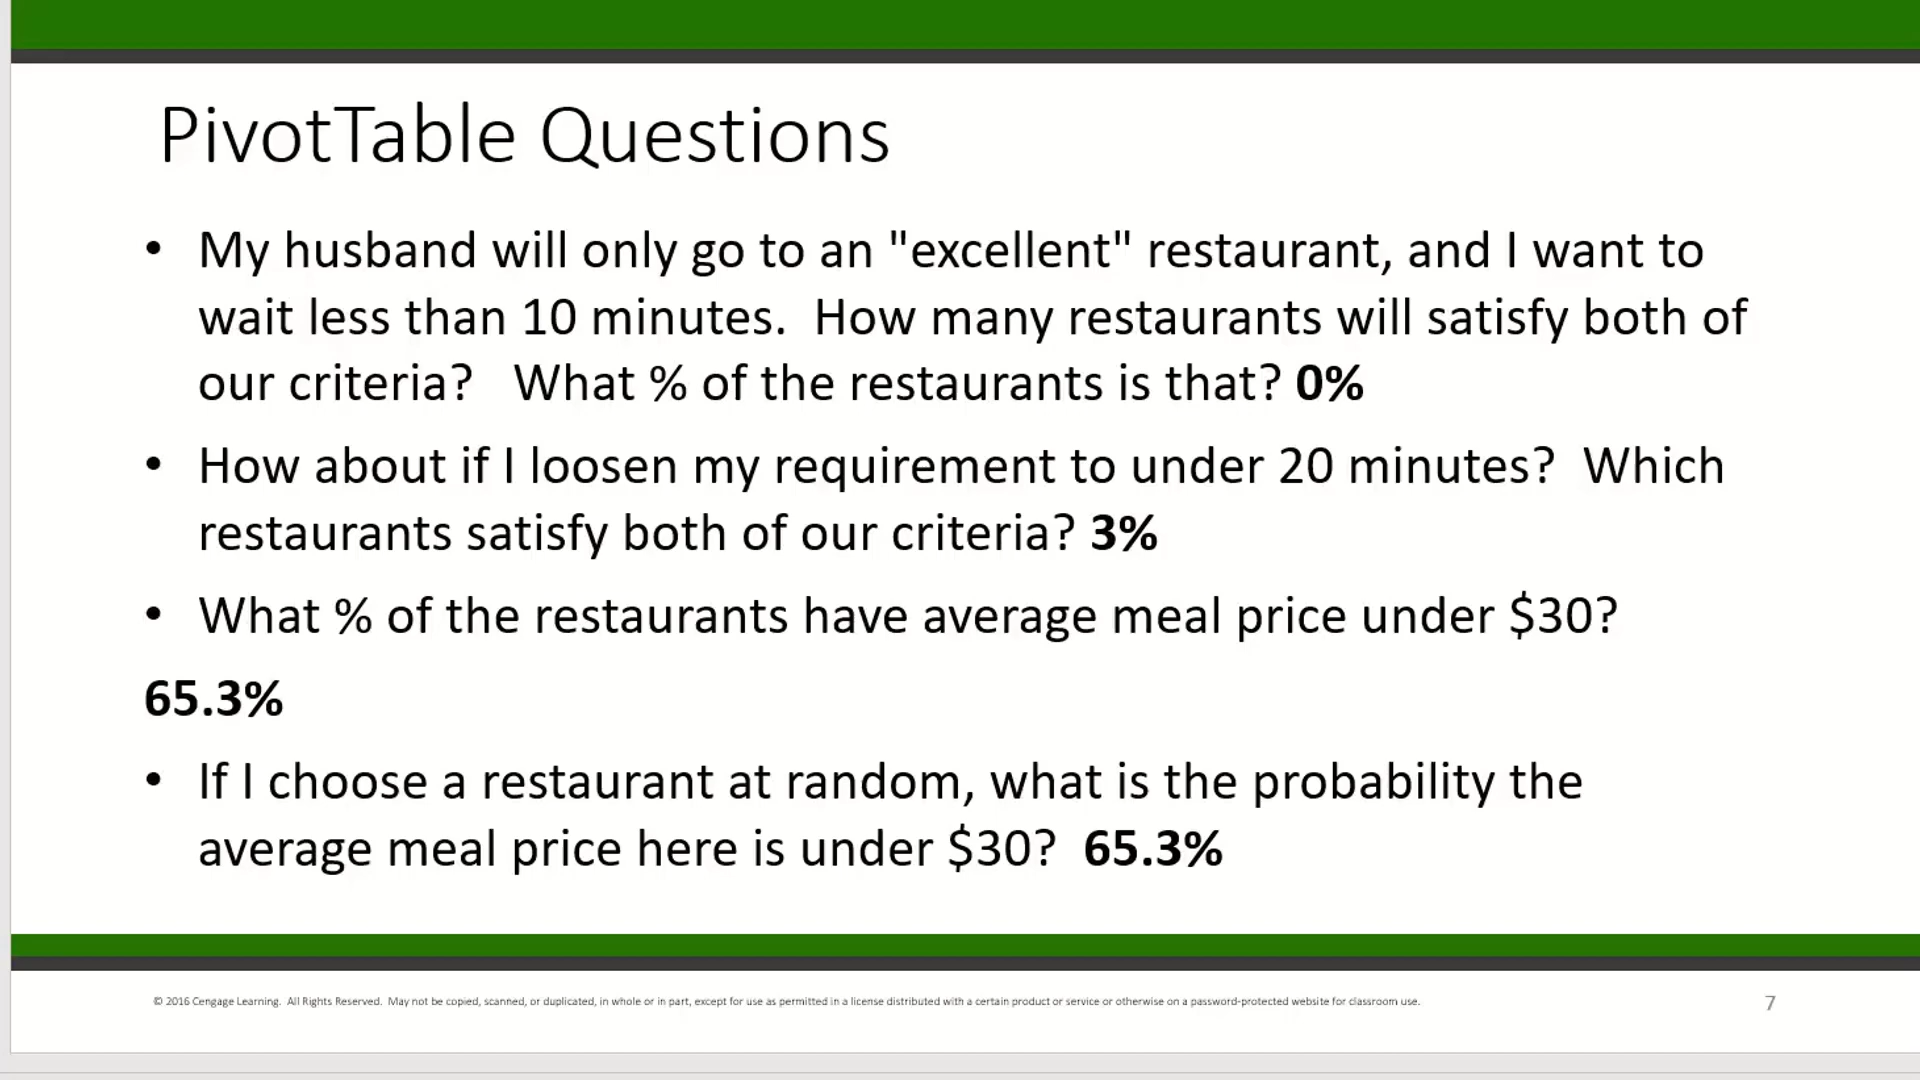 PivotTable Questions
• My husband will only go to an "excellent" restaurant, and I want to
wait less than 10 minutes.  How many restaurants will satisfy both of
our criteria?   What % of the restaurants is that? 0%
• How about if I loosen my requirement to under 20 minutes?  Which
restaurants satisfy both of our criteria? 3%
• What % of the restaurants have average meal price under $30?
65.3%
• If I choose a restaurant at random, what is the probability the
average meal price here is under $30?  65.3%
© 2016 Cengage Learning.  All Rights Reserved.  May not be copied, scanned, or duplicated, in whole or in part, except for use as permitted in a license distributed with a certain product or service or otherwise on a password-protected website for classroom use.
7